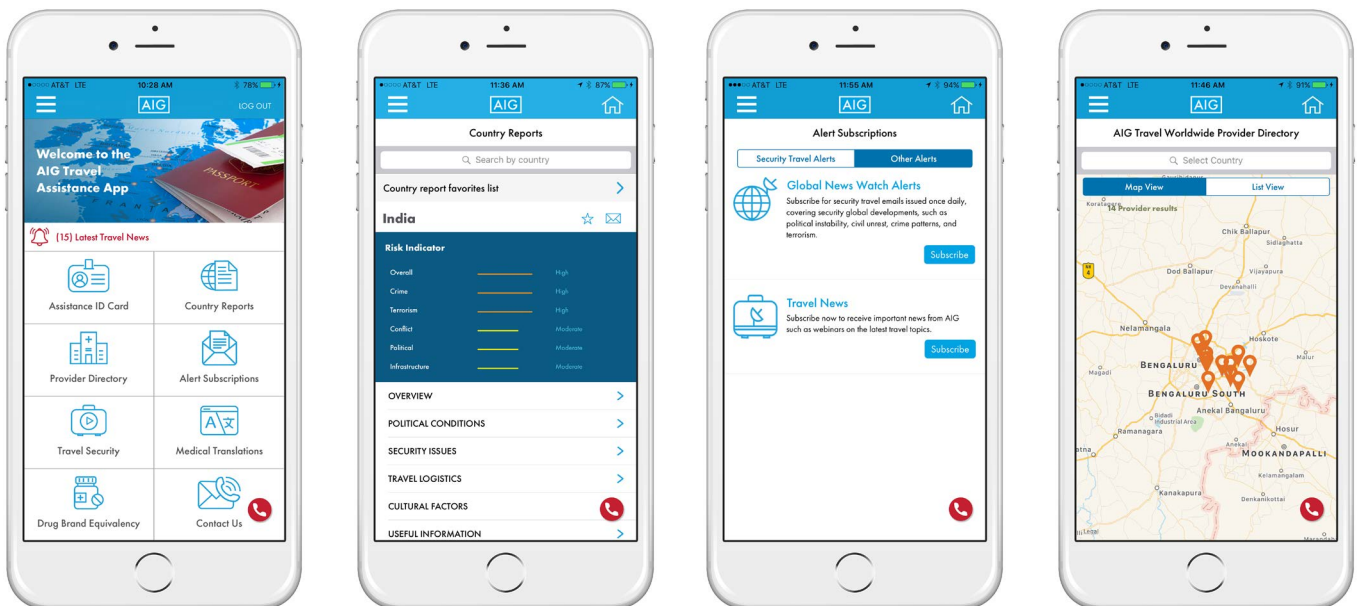 AT&T LTE
10:28 AM
78%
AIG
LOG OUT
Welcome to the
AIG Travel
Assistance App
PASSPORT
(15) Latest Travel News
Assistance ID Card
Country Reports
Provider Directory
Alert Subscriptions
Travel Security
Medical Translations
Drug Brand Equivalency
Contact Us
AT&T LTE
11:36 AM
87%
AIG
Country Reports
Search by country
Country report favorites list
India
Risk Indicator
Overall High
Crime High
Terrorism High
Conflict Moderate
Political Moderate
Infrastructure Moderate
OVERVIEW
POLITICAL CONDITIONS
SECURITY ISSUES
TRAVEL LOGISTICS
CULTURAL FACTORS
USEFUL INFORMATION
AT&T LTE
11:55 AM
94%
AIG
Alert Subscriptions
Security Travel Alerts
Other Alerts
Global News Watch Alerts
Subscribe for security travel emails issued once daily,
covering security global developments, such as
political instability, civil unrest, crime patterns, and
terrorism.
Subscribe
Travel News
Subscribe now to receive important news from AIG
such as webinars on the latest travel topics.
Subscribe
AT&T LTE
11:46 AM
91%
AIG
AIG Travel Worldwide Provider Directory
Select Country
Map View
List View
14 Provider results
Chik Ballapur
Sidlaghatta
4
Dod Ballapur
Vijayapura
Devanahalli
Nelamangala
Hoskote
Malur
BENGALURU
Magadi
BENGALURU SOUTH
Anekal Bangaluru
Bidadi
Industrial Area
Ramanagara
Hosur
Anekal
MOOKANDAPALLI
Kelamangalam
Kanakapura
Denkanikottai